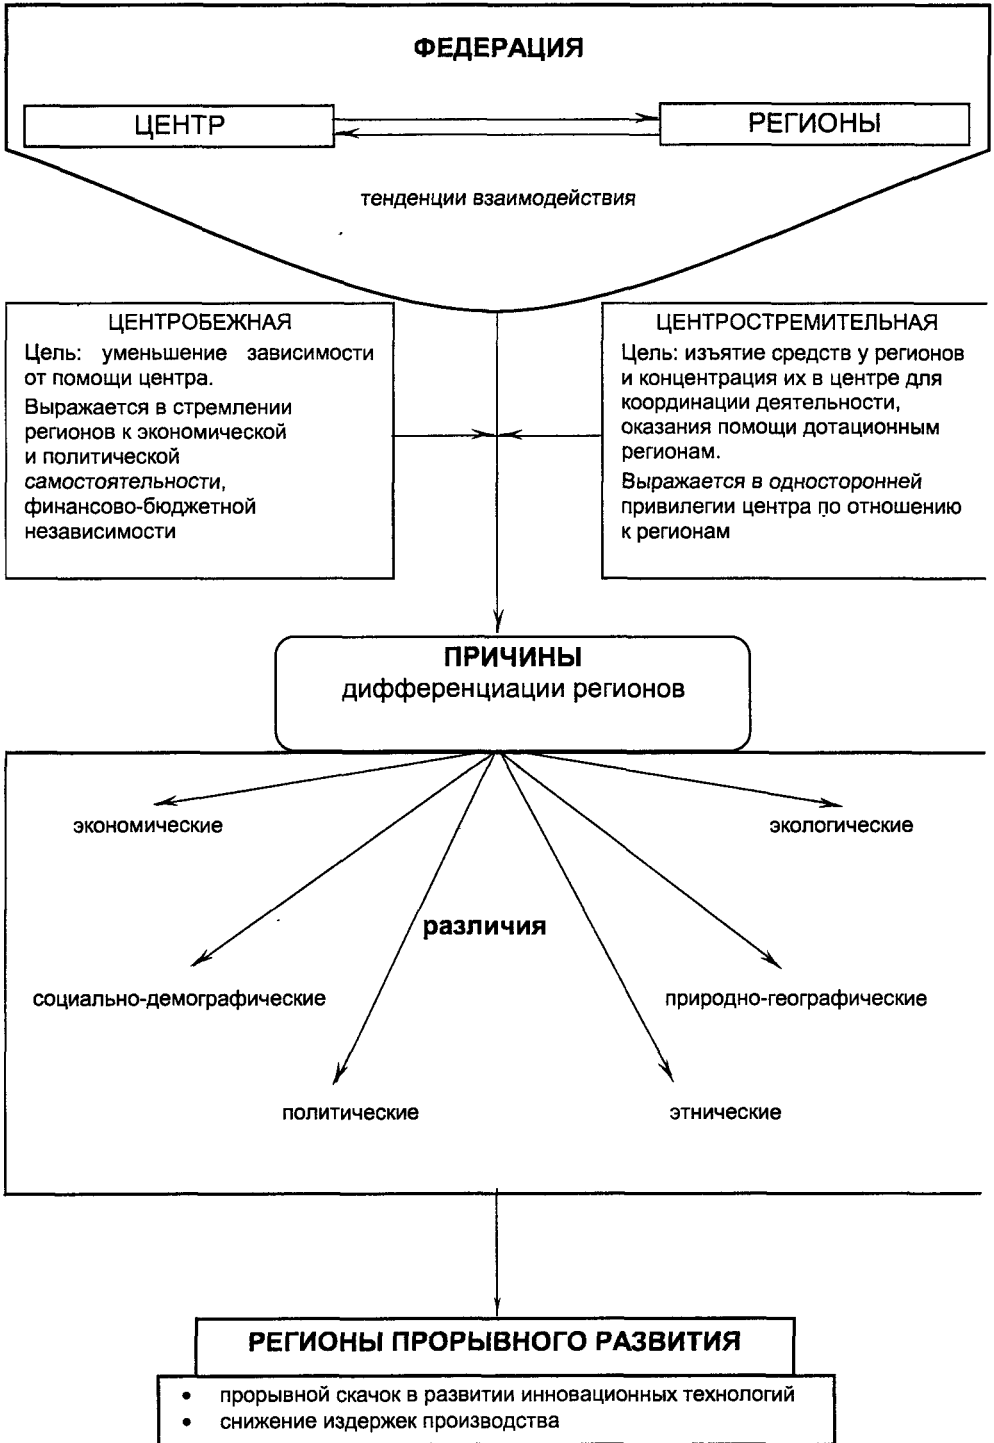 ФЕДЕРАЦИЯ
ЦЕНТР
РЕГИОНЫ
тенденции взаимодействия
ЦЕНТРОБЕЖНАЯ
Цель: уменьшение зависимости
от помощи центра.
Выражается в стремлении
регионов к экономической
и политической
самостоятельности,
финансово-бюджетной
независимости
ЦЕНТРОСТРЕМИТЕЛЬНАЯ
Цель: изъятие средств у регионов
и концентрация их в центре для
координации деятельности,
оказания помощи дотационным
регионам.
Выражается в односторонней
привилегии центра по отношению
к регионам
ПРИЧИНЫ
дифференциации регионов
экономические
экологические
различия
социально-демографические
природно-географические
политические
этнические
РЕГИОНЫ ПРОРЫВНОГО РАЗВИТИЯ
• прорывной скачок в развитии инновационных технологий
• снижение издержек производства